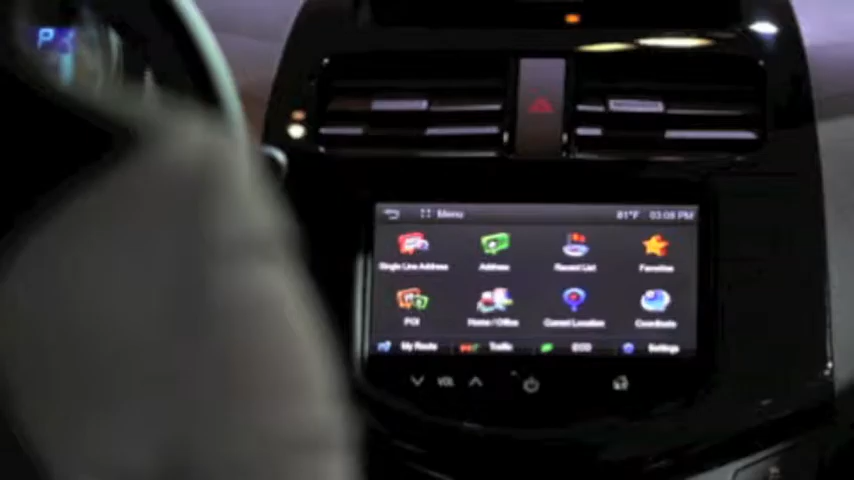 P
Menu 81°F 03:08 PM
Single Line Address Address Recent List Favorites
POI Home / Office Current Location Coordinate
My Route Traffic ECO Settings
VOL